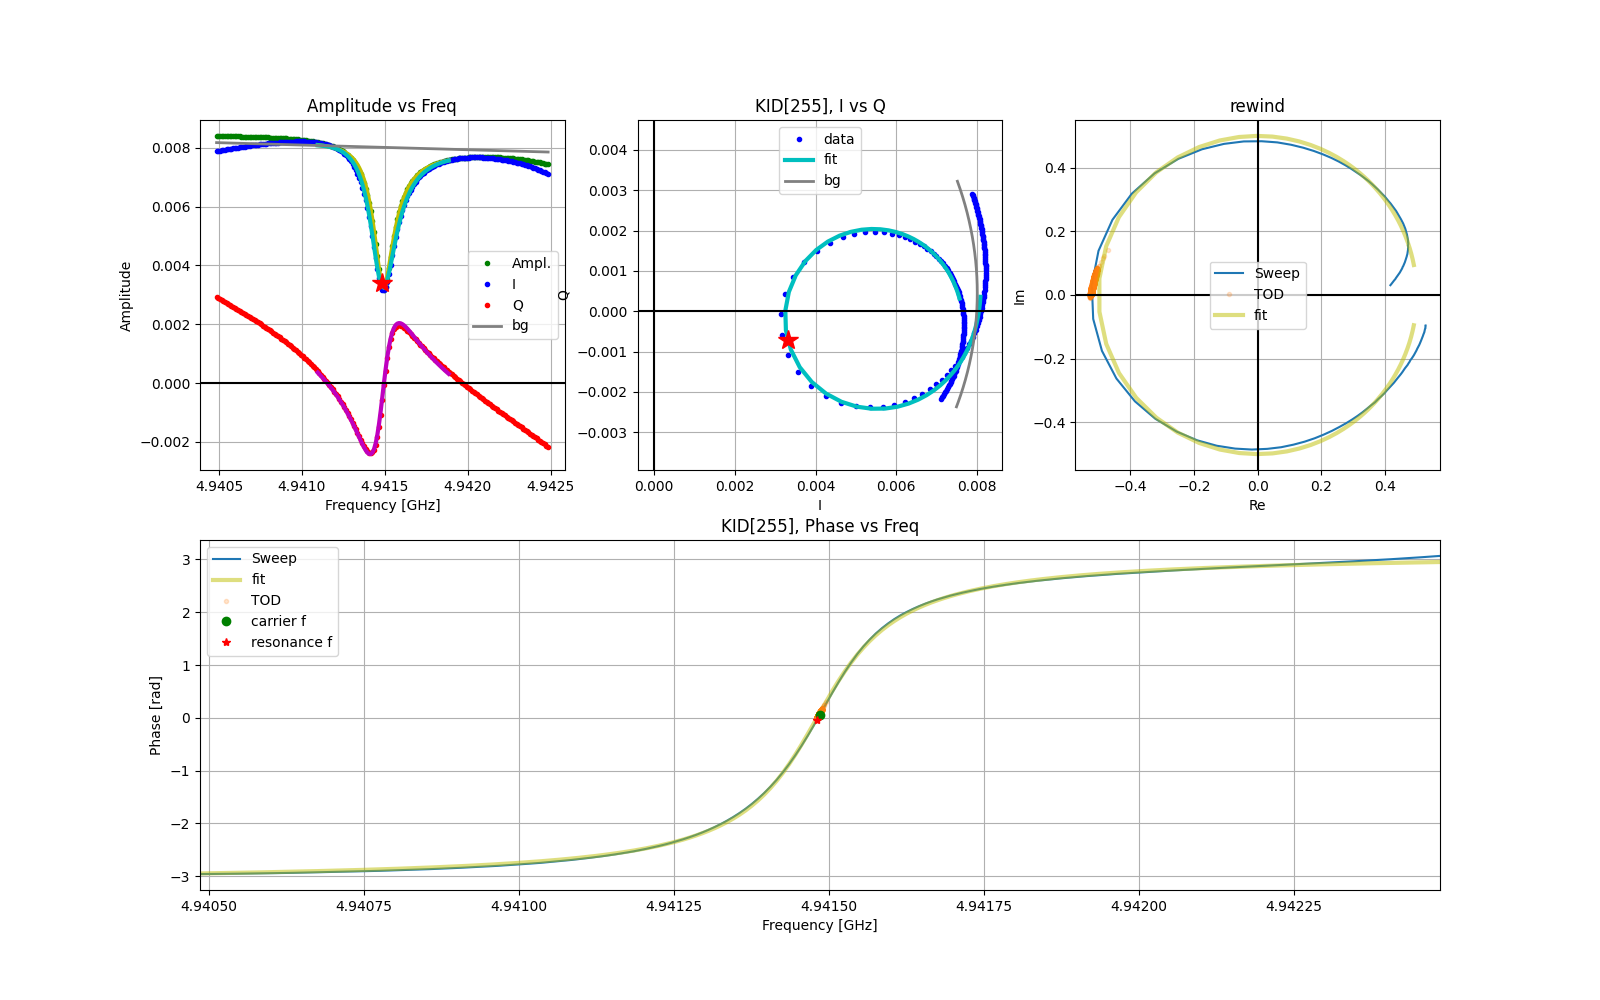 Amplitude vs Freq
Amplitude
0.008
0.006
0.004
0.002
0.000
−0.002
4.9405 4.9410 4.9415 4.9420 4.9425
Frequency [GHz]
Ampl.
I
Q
bg
KID[255], I vs Q
Q
0.004
0.003
0.002
0.001
0.000
−0.001
−0.002
−0.003
0.000 0.002 0.004 0.006 0.008
I
data
fit
bg
rewind
Im
0.4
0.2
0.0
−0.2
−0.4
−0.4 −0.2 0.0 0.2 0.4
Re
Sweep
TOD
fit
KID[255], Phase vs Freq
Phase [rad]
3
2
1
0
−1
−2
−3
4.94050 4.94075 4.94100 4.94125 4.94150 4.94175 4.94200 4.94225
Frequency [GHz]
Sweep
fit
TOD
carrier f
resonance f